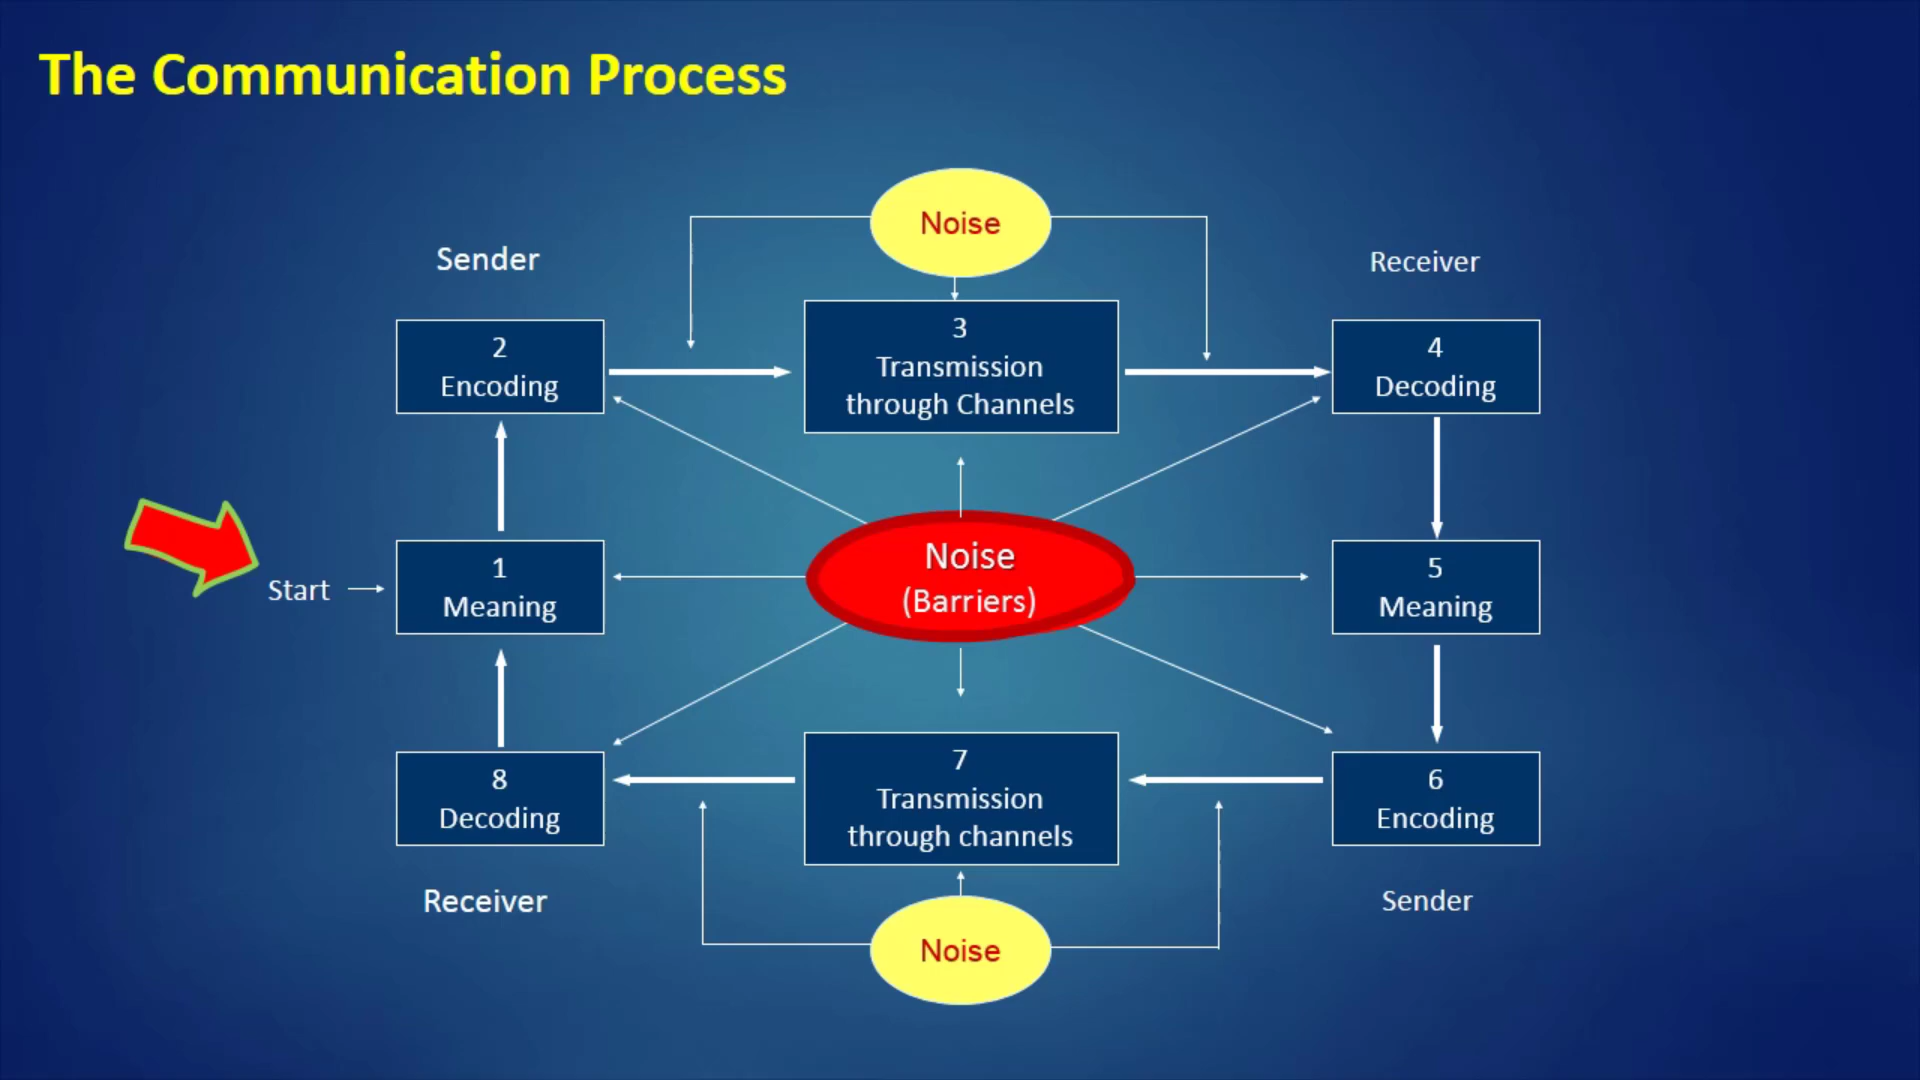 The Communication Process
Noise
Sender
Receiver
2
Encoding
3
Transmission
through Channels
4
Decoding
Start
1
Meaning
Noise
(Barriers)
5
Meaning
8
Decoding
7
Transmission
through channels
6
Encoding
Receiver
Sender
Noise